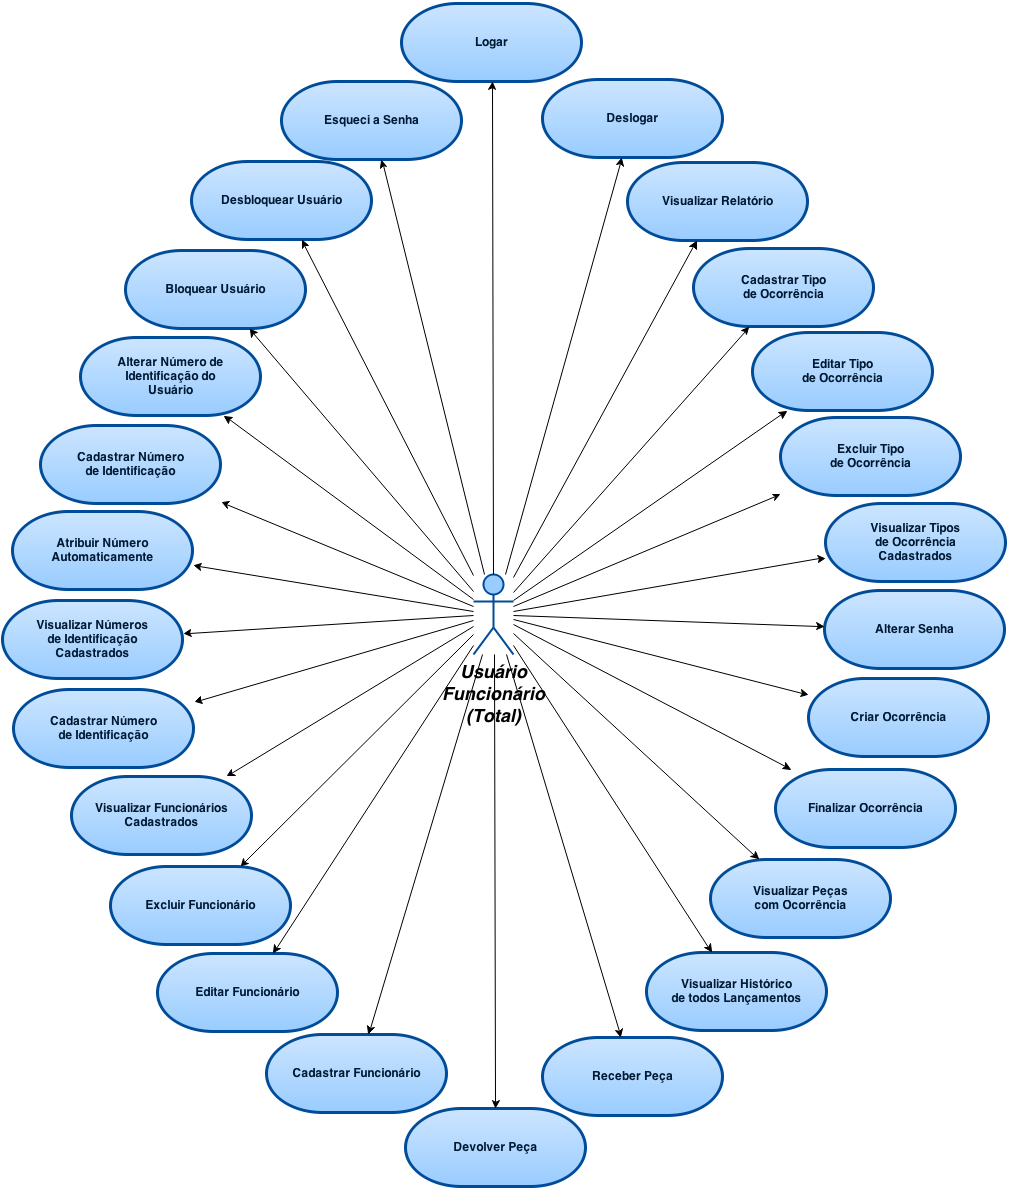 Logar
Deslogar
Esqueci a Senha
Desbloquear Usuário
Visualizar Relatório
Cadastrar Tipo
de Ocorrência
Bloquear Usuário
Alterar Número de
Identificação do
Usuário
Editar Tipo
de Ocorrência
Cadastrar Número
de Identificação
Excluir Tipo
de Ocorrência
Atribuir Número
Automaticamente
Visualizar Tipos
de Ocorrência
Cadastrados
Visualizar Números
de Identificação
Cadastrados
Alterar Senha
Usuário
Funcionário
(Total)
Cadastrar Número
de Identificação
Criar Ocorrência
Visualizar Funcionários
Cadastrados
Finalizar Ocorrência
Excluir Funcionário
Visualizar Peças
com Ocorrência
Editar Funcionário
Visualizar Histórico
de todos Lançamentos
Cadastrar Funcionário
Receber Peça
Devolver Peça